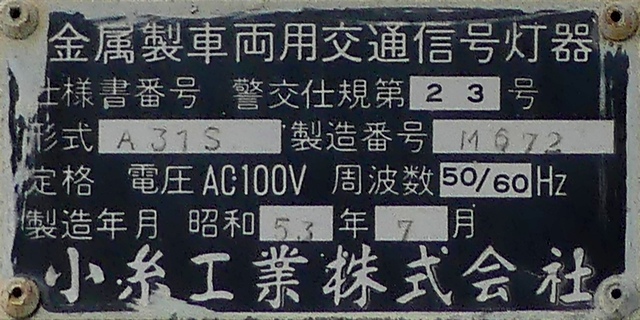 金属製車両用交通信号灯器
仕様書番号 警交仕規第 23 号
形式 A31S 製造番号 M672
定格 電圧 AC100V 周波数 50/60 Hz
製造年月 昭和 53 年 7 月
小糸工業株式会社